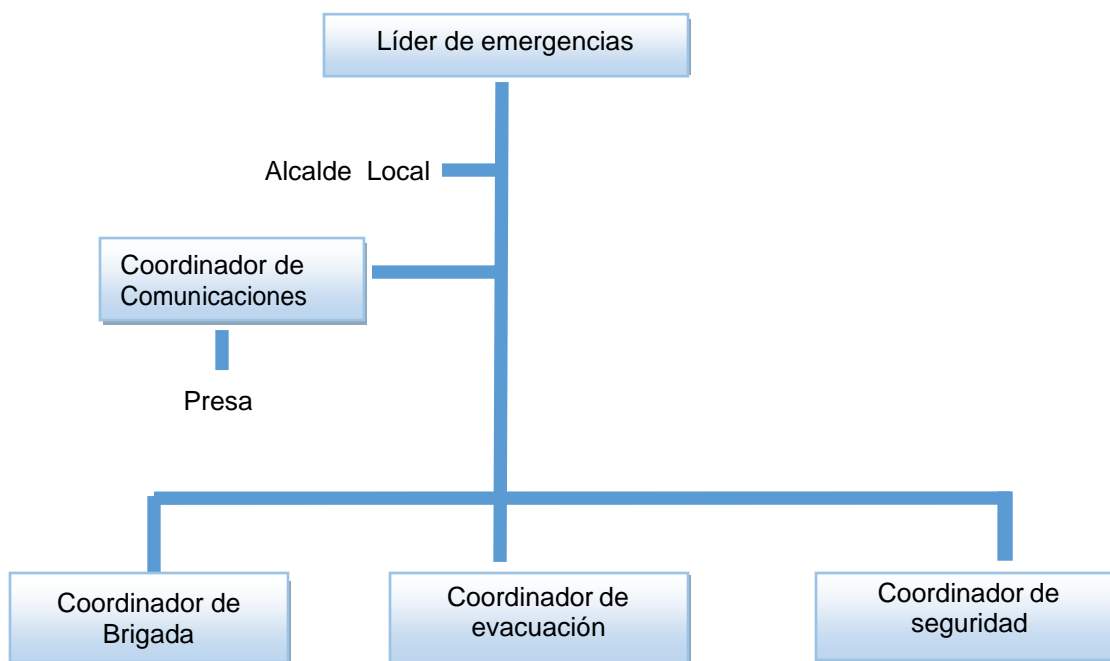 Líder de emergencias
Alcalde Local
Coordinador de
Comunicaciones
Presa
Coordinador de
Brigada
Coordinador de
evacuación
Coordinador de
seguridad